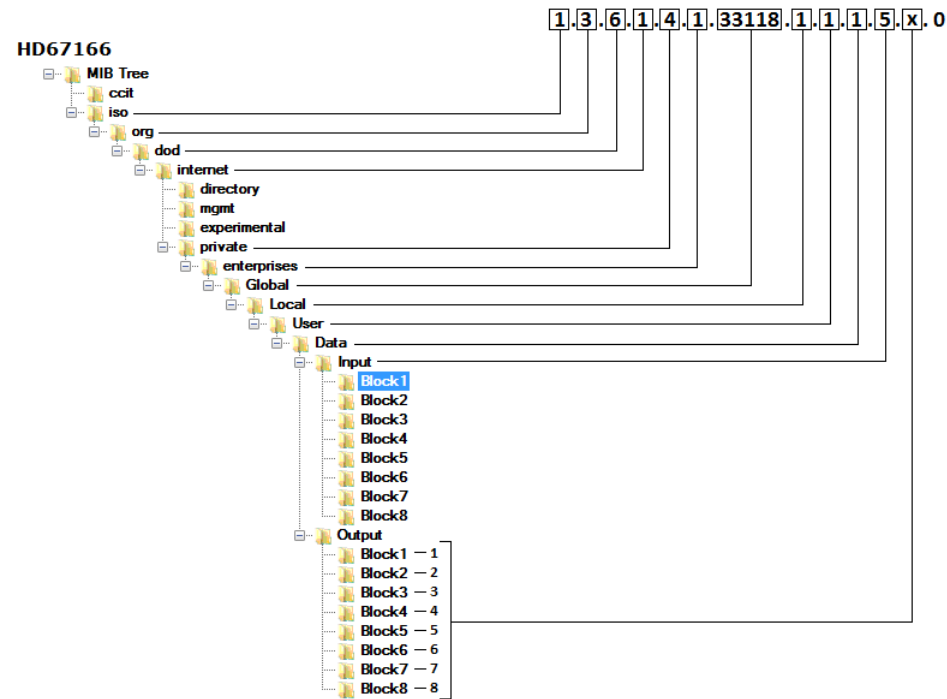 1.3.6.1.4.1.33118.1.1.1.5.x.0
HD67166
MIB Tree
ccit
iso
org
dod
internet
directory
mgmt
experimental
private
enterprises
Global
Local
User
Data
Input
Block1
Block2
Block3
Block4
Block5
Block6
Block7
Block8
Output
Block1 — 1
Block2 — 2
Block3 — 3
Block4 — 4
Block5 — 5
Block6 — 6
Block7 — 7
Block8 — 8